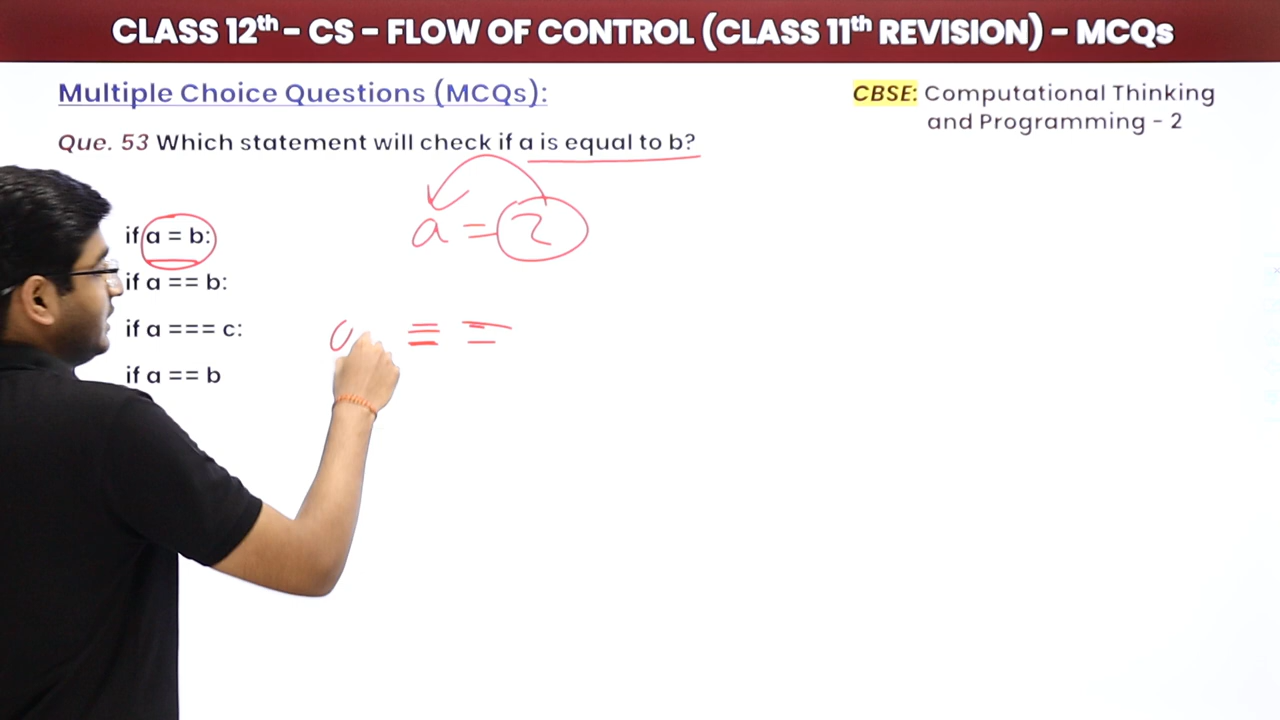 CLASS 12th – CS – FLOW OF CONTROL (CLASS 11th REVISION) – MCQs
Multiple Choice Questions (MCQs):
CBSE: Computational Thinking
and Programming - 2
Que. 53 Which statement will check if a is equal to b?
if a = b:
a = 2
if a == b:
if a === c:
a == =
if a == b